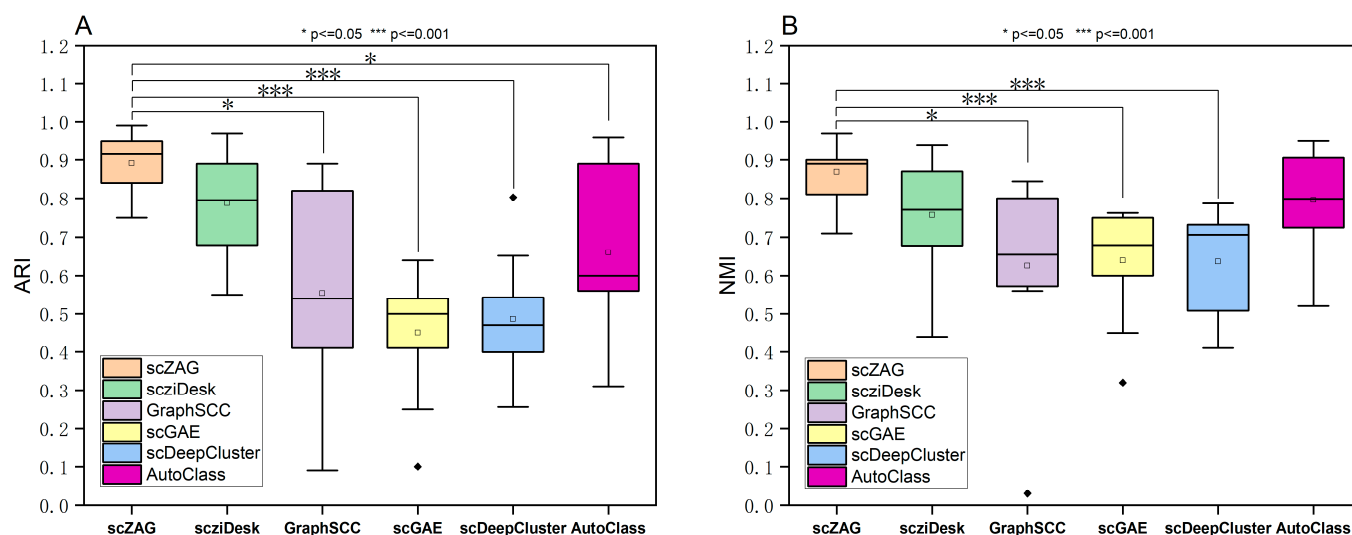 A
* p<=0.05 *** p<=0.001
ARI
1.2
1.1
1.0
0.9
0.8
0.7
0.6
0.5
0.4
0.3
0.2
0.1
0.0
*
***
***
*
scZAG
scziDesk
GraphSCC
scGAE
scDeepCluster
AutoClass
scZAG scziDesk GraphSCC scGAE scDeepCluster AutoClass
B
* p<=0.05 *** p<=0.001
NMI
1.2
1.1
1.0
0.9
0.8
0.7
0.6
0.5
0.4
0.3
0.2
0.1
0.0
***
***
*
scZAG
scziDesk
GraphSCC
scGAE
scDeepCluster
AutoClass
scZAG scziDesk GraphSCC scGAE scDeepCluster AutoClass